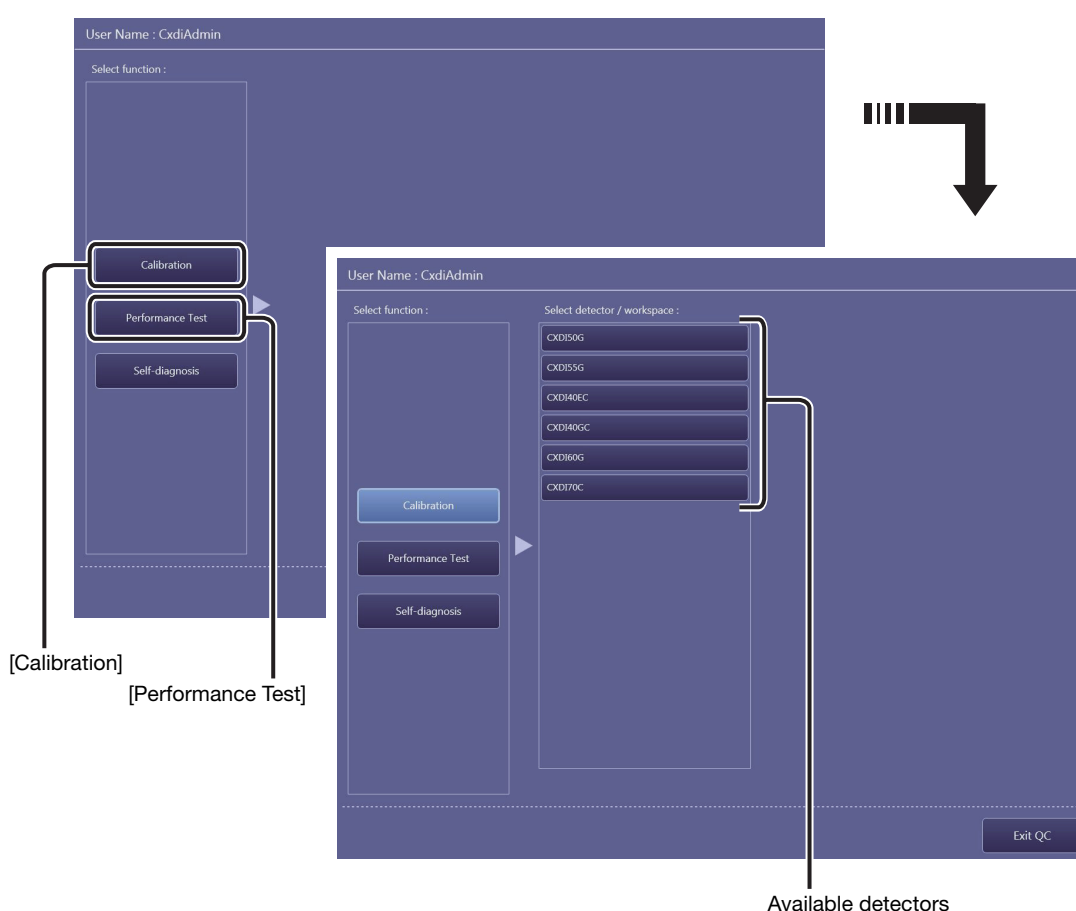 User Name : CxdiAdmin
Select function :
Calibration
Performance Test
Self-diagnosis
User Name : CxdiAdmin
Select function :
Select detector / workspace :
CXDI50G
CXDI55G
CXDI40EC
CXDI40GC
CXDI60G
CXDI70C
Calibration
Performance Test
Self-diagnosis
Exit QC
[Calibration]
[Performance Test]
Available detectors